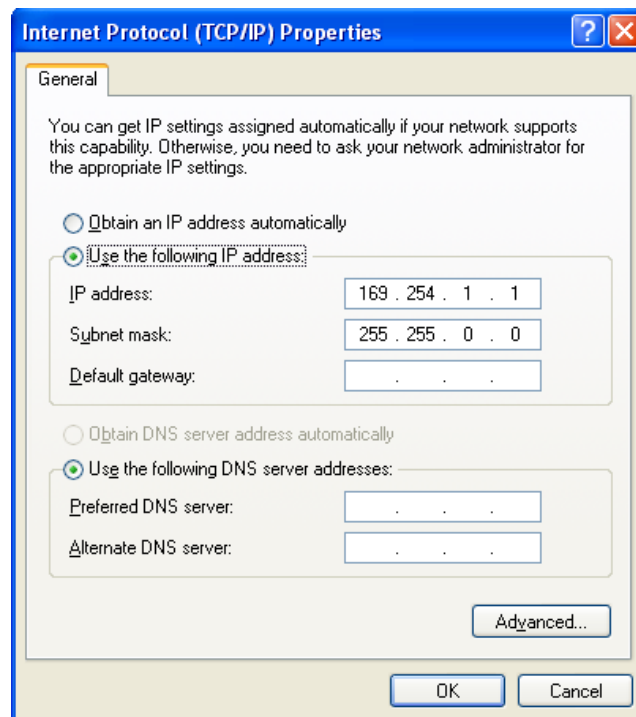 Internet Protocol (TCP/IP) Properties
General
You can get IP settings assigned automatically if your network supports
this capability. Otherwise, you need to ask your network administrator for
the appropriate IP settings.
Obtain an IP address automatically
Use the following IP address:
IP address: 169 . 254 . 1 . 1
Subnet mask: 255 . 255 . 0 . 0
Default gateway: . . .
Obtain DNS server address automatically
Use the following DNS server addresses:
Preferred DNS server: . . .
Alternate DNS server: . . .
Advanced...
OK Cancel